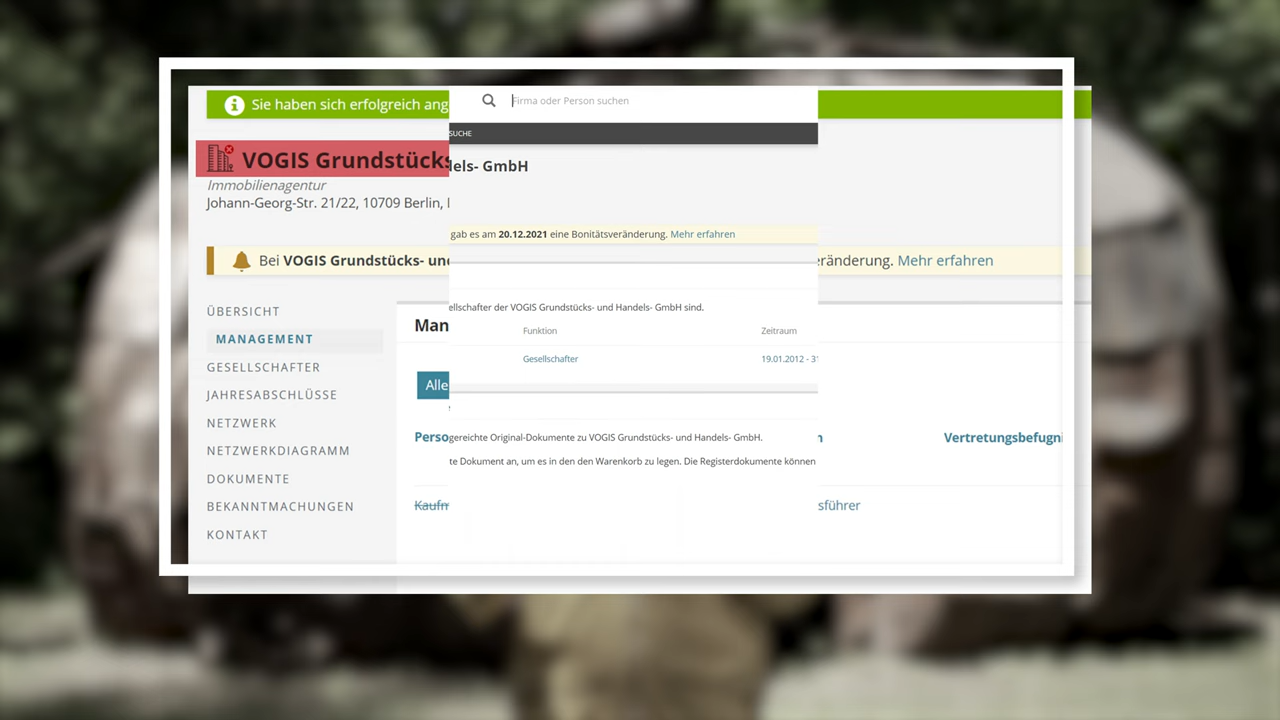 Sie haben sich erfolgreich ang
Firma oder Person suchen
SUCHE
VOGIS Grundstücks
dels- GmbH
Immobilienagentur
Johann-Georg-Str. 21/22, 10709 Berlin,
gab es am 20.12.2021 eine Bonitätsveränderung. Mehr erfahren
Bei VOGIS Grundstücks- und
eränderung. Mehr erfahren
ÜBERSICHT
MANAGEMENT
GESELLSCHAFTER
JAHRESABSCHLÜSSE
NETZWERK
NETZWERKDIAGRAMM
DOKUMENTE
BEKANNTMACHUNGEN
KONTAKT
ellschafter der VOGIS Grundstücks- und Handels- GmbH sind.
Man
Funktion Zeitraum
Gesellschafter 19.01.2012 - 31
Alle
Perso
gereichte Original-Dokumente zu VOGIS Grundstücks- und Handels- GmbH.
Vertretungsbefugni
te Dokument an, um es in den den Warenkorb zu legen. Die Registerdokumente können
Kaufm
sführer